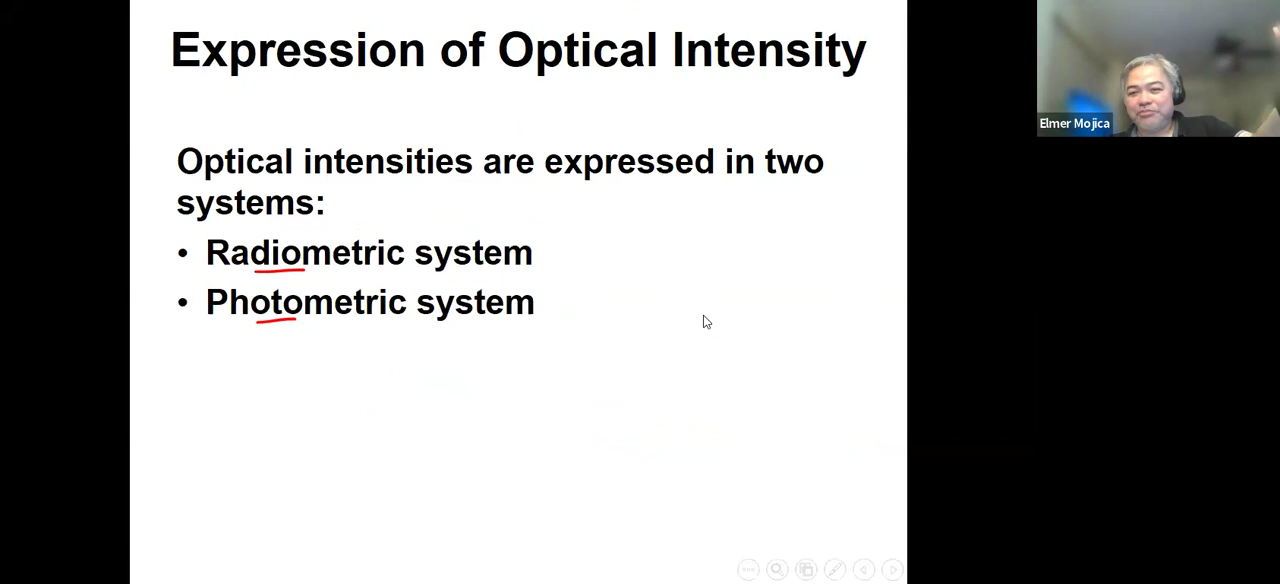 Expression of Optical Intensity
Elmer Mojica
Optical intensities are expressed in two
systems:
• Radiometric system
• Photometric system